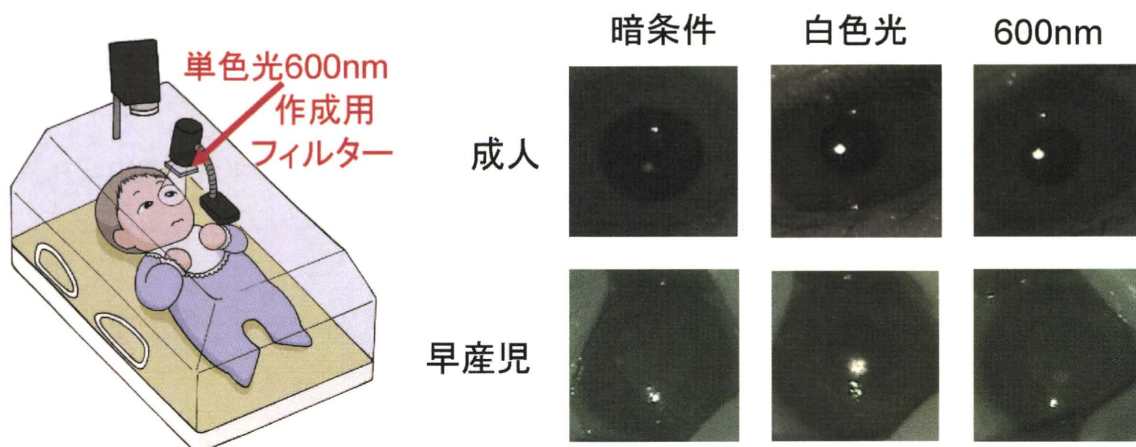 単色光600nm
作成用
フィルター
暗条件
白色光
600nm
成人
早産児